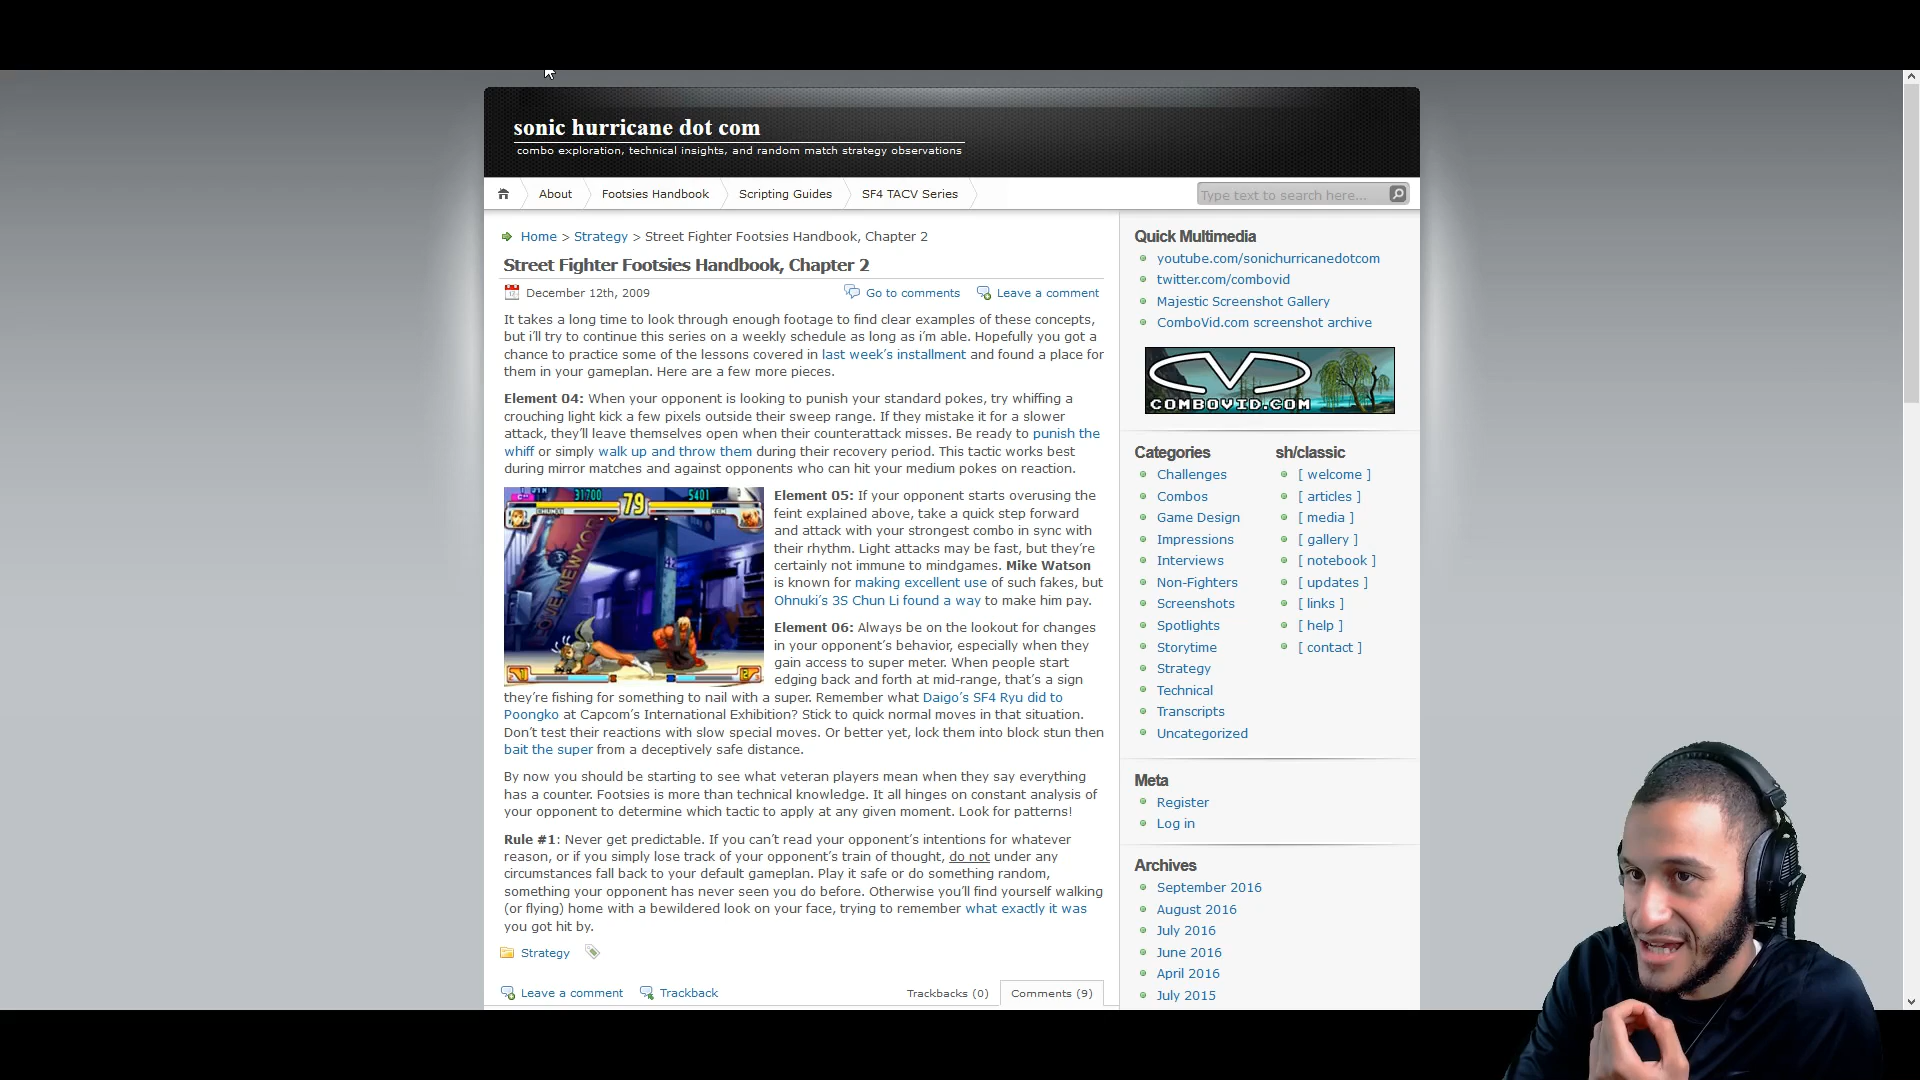 sonic hurricane dot com
combo exploration, technical insights, and random match strategy observations
About
Footsies Handbook
Scripting Guides
SF4 TACV Series
Type text to search here...
Home > Strategy > Street Fighter Footsies Handbook, Chapter 2
Street Fighter Footsies Handbook, Chapter 2
December 12th, 2009
Go to comments
Leave a comment
It takes a long time to look through enough footage to find clear examples of these concepts,
but i'll try to continue this series on a weekly schedule as long as i'm able. Hopefully you got a
chance to practice some of the lessons covered in last week's installment and found a place for
them in your gameplan. Here are a few more pieces.
Element 04: When your opponent is looking to punish your standard pokes, try whiffing a
crouching light kick a few pixels outside their sweep range. If they mistake it for a slower
attack, they'll leave themselves open when their counterattack misses. Be ready to punish the
whiff or simply walk up and throw them during their recovery period. This tactic works best
during mirror matches and against opponents who can hit your medium pokes on reaction.
31700
79
5401
CHUN-LI
KEN
Element 05: If your opponent starts overusing the
feint explained above, take a quick step forward
and attack with your strongest combo in sync with
their rhythm. Light attacks may be fast, but they're
certainly not immune to mindgames. Mike Watson
is known for making excellent use of such fakes, but
Ohnuki's 3S Chun Li found a way to make him pay.
Element 06: Always be on the lookout for changes
in your opponent's behavior, especially when they
gain access to super meter. When people start
edging back and forth at mid-range, that's a sign
they're fishing for something to nail with a super. Remember what Daigo's SF4 Ryu did to
Poongko at Capcom's International Exhibition? Stick to quick normal moves in that situation.
Don't test their reactions with slow special moves. Or better yet, lock them into block stun then
bait the super from a deceptively safe distance.
By now you should be starting to see what veteran players mean when they say everything
has a counter. Footsies is more than technical knowledge. It all hinges on constant analysis of
your opponent to determine which tactic to apply at any given moment. Look for patterns!
Rule #1: Never get predictable. If you can't read your opponent's intentions for whatever
reason, or if you simply lose track of your opponent's train of thought, do not under any
circumstances fall back to your default gameplan. Play it safe or do something random,
something your opponent has never seen you do before. Otherwise you'll find yourself walking
(or flying) home with a bewildered look on your face, trying to remember what exactly it was
you got hit by.
Strategy
Leave a comment
Trackback
Trackbacks (0)
Comments (9)
Quick Multimedia
youtube.com/sonichurricanedotcom
twitter.com/combovid
Majestic Screenshot Gallery
ComboVid.com screenshot archive
COMBOVID.COM
Categories
Challenges
Combos
Game Design
Impressions
Interviews
Non-Fighters
Screenshots
Spotlights
Storytime
Strategy
Technical
Transcripts
Uncategorized
sh/classic
[ welcome ]
[ articles ]
[ media ]
[ gallery ]
[ notebook ]
[ updates ]
[ links ]
[ help ]
[ contact ]
Meta
Register
Log in
Archives
September 2016
August 2016
July 2016
June 2016
April 2016
July 2015